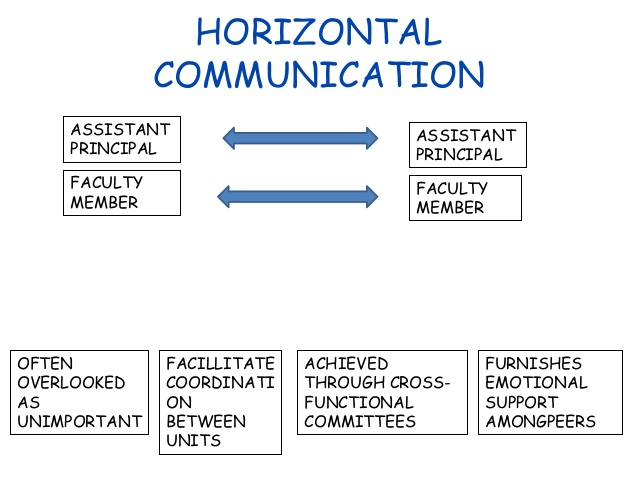 HORIZONTAL
COMMUNICATION
ASSISTANT
PRINCIPAL
ASSISTANT
PRINCIPAL
FACULTY
MEMBER
FACULTY
MEMBER
OFTEN
OVERLOOKED
AS
UNIMPORTANT
FACILLITATE
COORDINATI
ON
BETWEEN
UNITS
ACHIEVED
THROUGH CROSS-
FUNCTIONAL
COMMITTEES
FURNISHES
EMOTIONAL
SUPPORT
AMONGPEERS